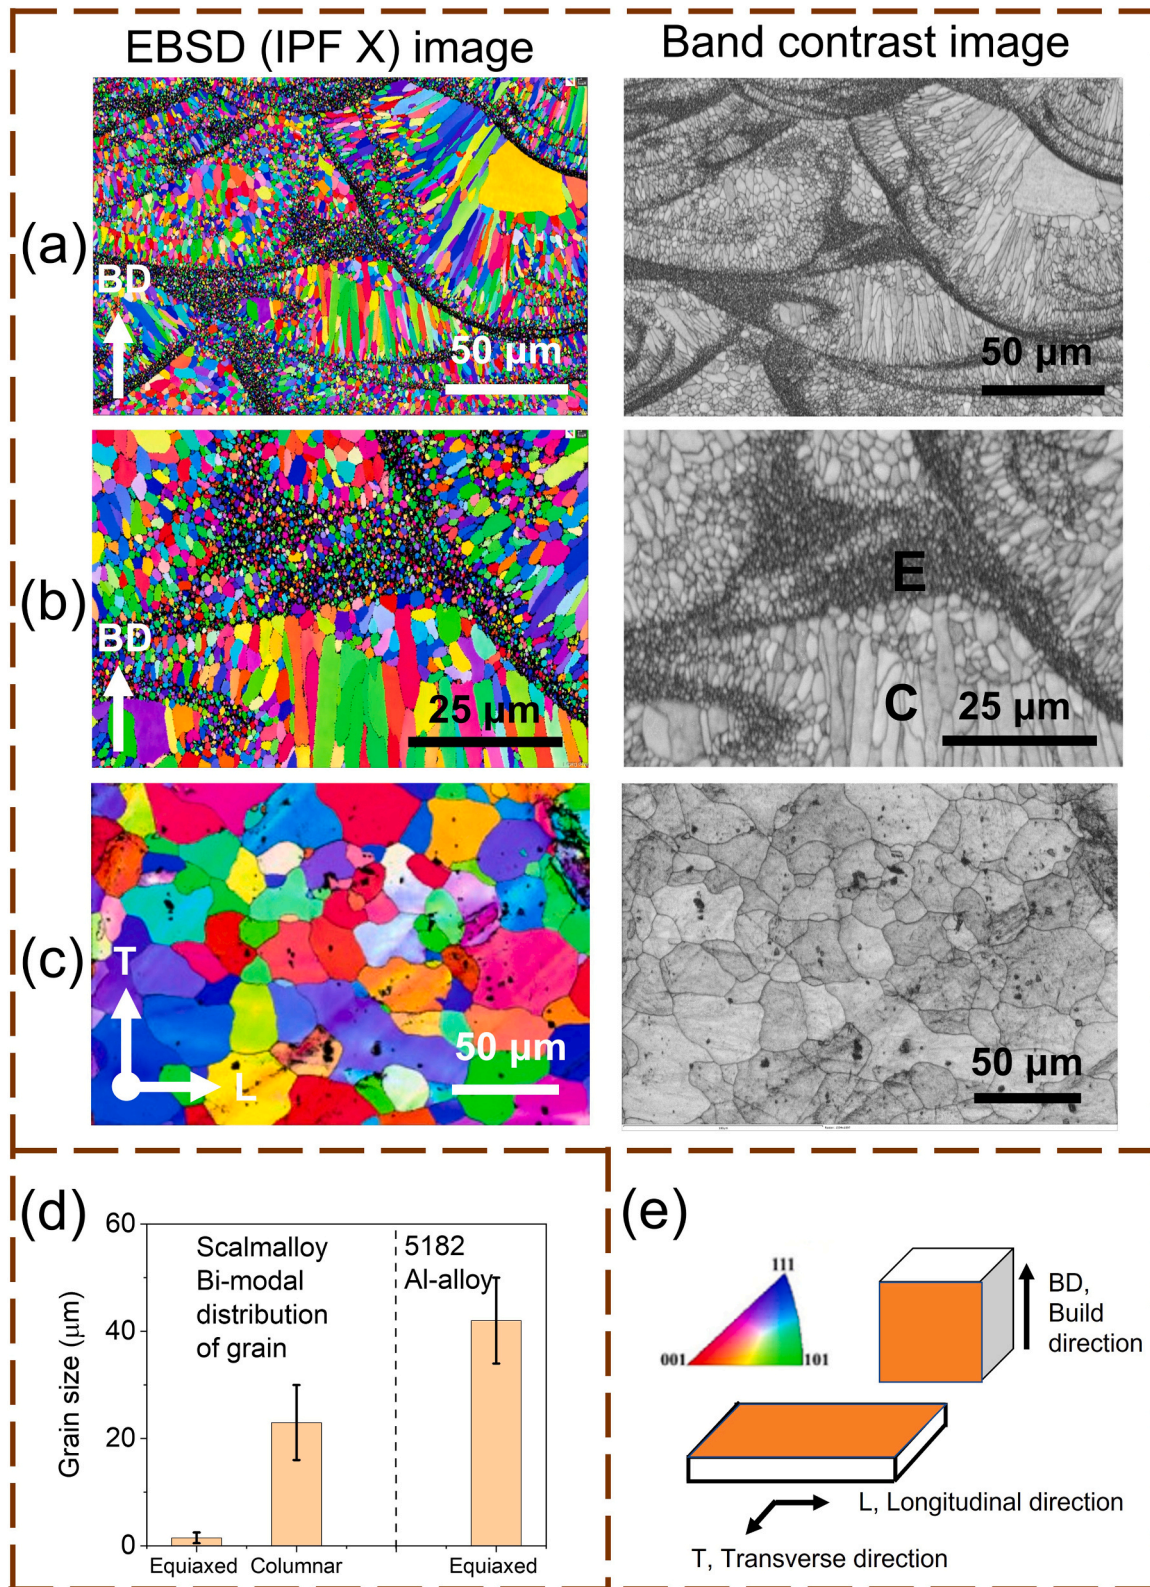 EBSD (IPF X) image
Band contrast image
(a)
BD
50 μm
50 μm
(b)
BD
25 μm
E
C
25 μm
(c)
T
L
50 μm
50 μm
(d)
60
40
20
0
Grain size (μm)
Scalmalloy
Bi-modal
distribution
of grain
5182
Al-alloy
Equiaxed
Columnar
Equiaxed
(e)
111
001
101
BD,
Build
direction
L, Longitudinal direction
T, Transverse direction